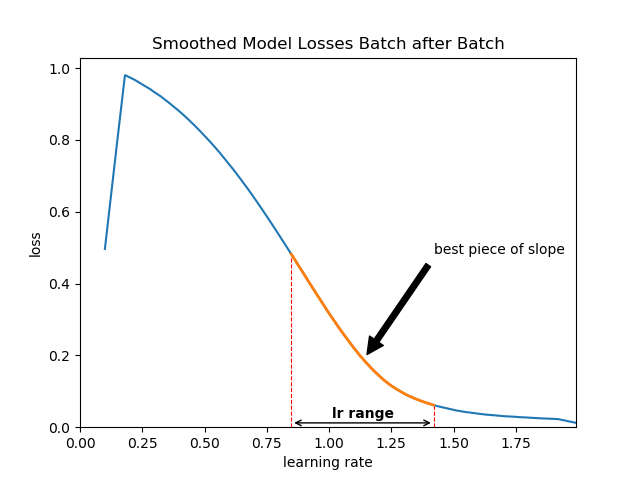 Smoothed Model Losses Batch after Batch
1.0
0.8
0.6
0.4
0.2
0.0
loss
best piece of slope
lr range
0.00 0.25 0.50 0.75 1.00 1.25 1.50 1.75
learning rate